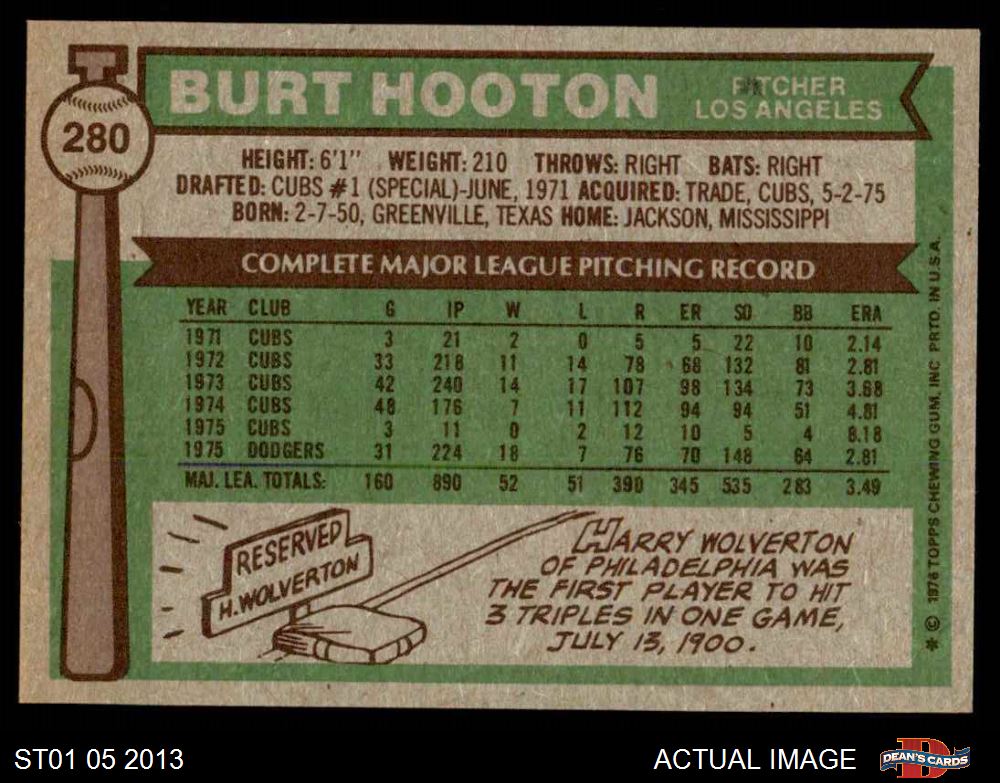 280
BURT HOOTON
PITCHER
LOS ANGELES
HEIGHT: 6'1" WEIGHT: 210 THROWS: RIGHT BATS: RIGHT
DRAFTED: CUBS #1 (SPECIAL)-JUNE, 1971 ACQUIRED: TRADE, CUBS, 5-2-75
BORN: 2-7-50, GREENVILLE, TEXAS HOME: JACKSON, MISSISSIPPI
COMPLETE MAJOR LEAGUE PITCHING RECORD
YEAR CLUB G IP W L R ER SO BB ERA
1971 CUBS 3 21 2 0 5 5 22 10 2.14
1972 CUBS 33 218 11 14 78 68 132 81 2.81
1973 CUBS 42 240 14 17 107 98 134 73 3.68
1974 CUBS 48 176 7 11 112 94 94 51 4.81
1975 CUBS 3 11 0 2 12 10 5 4 8.18
1975 DODGERS 31 224 18 7 76 70 148 64 2.81
MAJ. LEA. TOTALS: 160 890 52 51 390 345 535 283 3.49
RESERVED
H. WOLVERTON
HARRY WOLVERTON
OF PHILADELPHIA WAS
THE FIRST PLAYER TO HIT
3 TRIPLES IN ONE GAME,
JULY 13, 1900.
* © 1976 TOPPS CHEWING GUM, INC. PRTD. IN U.S.A.
ST01 05 2013
ACTUAL IMAGE
DEAN'S CARDS